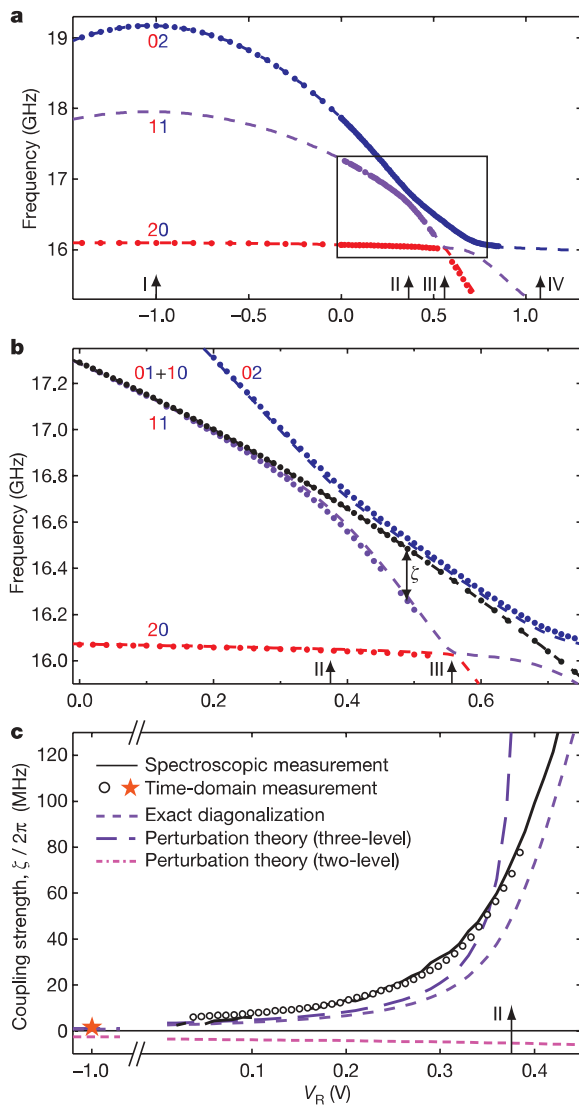 a
19
18
17
16
Frequency (GHz)
02
11
20
I
II
III
IV
−1.0
−0.5
0.0
0.5
1.0
b
17.2
17.0
16.8
16.6
16.4
16.2
16.0
Frequency (GHz)
01+10
02
11
ζ
20
II
III
0.0
0.2
0.4
0.6
c
120
100
80
60
40
20
0
Coupling strength, ζ / 2π (MHz)
Spectroscopic measurement
Time-domain measurement
Exact diagonalization
Perturbation theory (three-level)
Perturbation theory (two-level)
II
−1.0
0.1
0.2
0.3
0.4
VR (V)